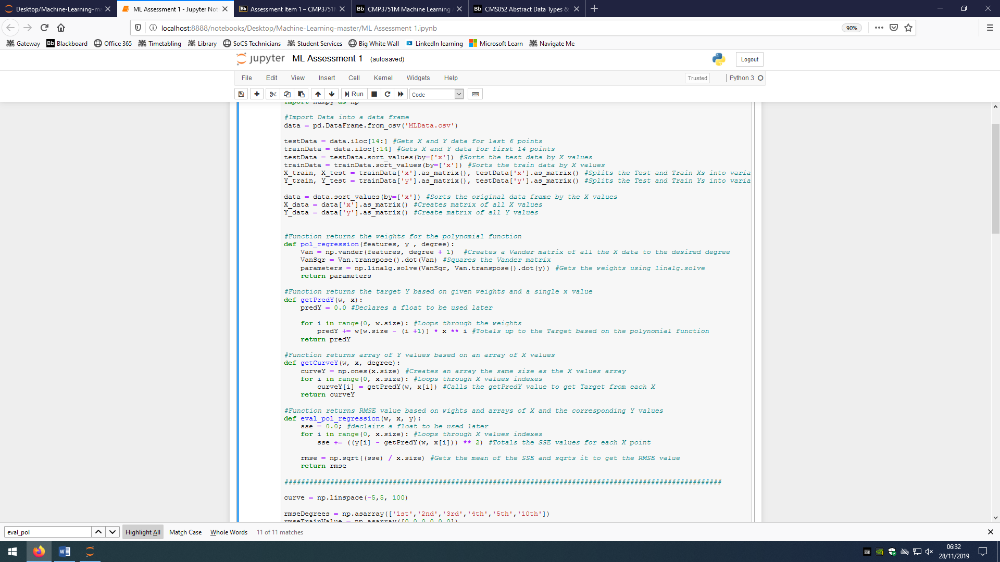 Desktop/Machine-Learning-ma
ML Assessment 1 - Jupyter Not
Assessment Item 1 – CMP3751M
CMP3751M Machine Learning
CMS052 Abstract Data Types &
localhost:8888/notebooks/Desktop/Machine-Learning-master/ML Assessment 1.ipynb
90%
Gateway Blackboard Office 365 Timetabling Library SoCS Technicians Student Services Big White Wall LinkedIn learning Microsoft Learn Navigate Me
jupyter ML Assessment 1 (autosaved) Logout
File Edit View Insert Cell Kernel Widgets Help Trusted Python 3
Run Code
import numpy as np
#Import Data into a data frame
data = pd.DataFrame.from_csv('MLData.csv')
testData = data.iloc[14:] #Gets X and Y data for last 6 points
trainData = data.iloc[:14] #Gets X and Y data for first 14 points
testData = testData.sort_values(by=['x']) #Sorts the test data by X values
trainData = trainData.sort_values(by=['x']) #Sorts the train data by X values
X_train, X_test = trainData['x'].as_matrix(), testData['x'].as_matrix() #Splits the Test and Train Xs into varia
Y_train, Y_test = trainData['y'].as_matrix(), testData['y'].as_matrix() #Splits the Test and Train Ys into varia
data = data.sort_values(by=['x']) #Sorts the original data frame by the X values
X_data = data['x'].as_matrix() #Creates matrix of all X values
Y_data = data['y'].as_matrix() #Create matrix of all Y values
#Function returns the weights for the polynomial function
def pol_regression(features, y , degree):
Van = np.vander(features, degree + 1) #Creates a Vander matrix of all the X data to the desired degree
VanSqr = Van.transpose().dot(Van) #Squares the Vander matrix
parameters = np.linalg.solve(VanSqr, Van.transpose().dot(y)) #Gets the weights using linalg.solve
return parameters
#Function returns the target Y based on given weights and a single x value
def getPredY(w, x):
predY = 0.0 #Declares a float to be used later
for i in range(0, w.size): #Loops through the weights
predY += w[w.size - (i +1)] * x ** i #Totals up to the Target based on the polynomial function
return predY
#Function returns array of Y values based on an array of X values
def getCurveY(w, x, degree):
curveY = np.ones(x.size) #Creates an array the same size as the X values array
for i in range(0, x.size): #Loops through X values indexes
curveY[i] = getPredY(w, x[i]) #Calls the getPredY value to get Target from each X
return curveY
#Function returns RMSE value based on wights and arrays of X and the corresponding Y values
def eval_pol_regression(w, x, y):
sse = 0.0; #declairs a float to be used later
for i in range(0, x.size): #Loops through X values indexes
sse += ((y[i] - getPredY(w, x[i])) ** 2) #Totals the SSE values for each X point
rmse = np.sqrt((sse) / x.size) #Gets the mean of the SSE and sqrts it to get the RMSE value
return rmse
#########################################################################################################
curve = np.linspace(-5,5, 100)
rmseDegrees = np.asarray(['1st','2nd','3rd','4th','5th','10th'])
rmseTrainValue = np.asarray([0,0,0,0,0,0])
eval_pol Highlight All Match Case Whole Words 11 of 11 matches
SSD
06:32
28/11/2019